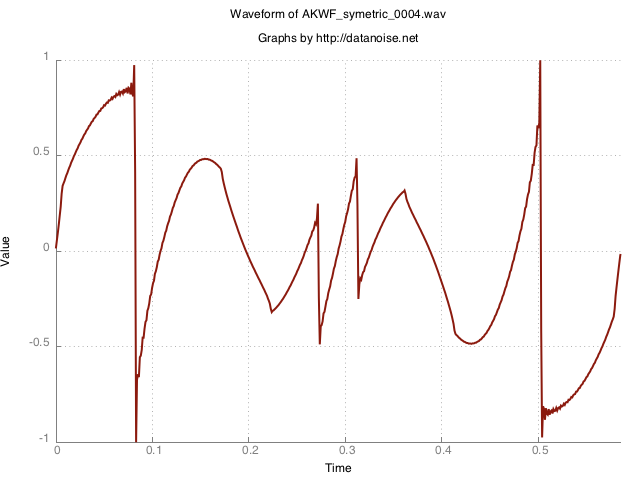 Waveform of AKWF_symetric_0004.wav
Graphs by http://datanoise.net
1
0.5
0
-0.5
-1
Value
0 0.1 0.2 0.3 0.4 0.5
Time